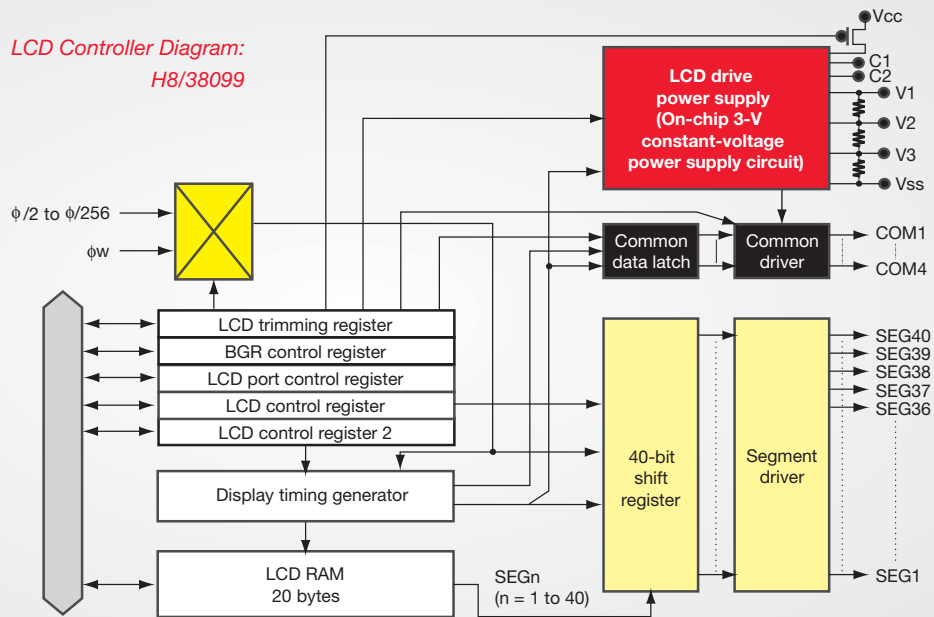 LCD Controller Diagram:
H8/38099
Vcc
C1
C2
V1
V2
V3
Vss
LCD drive
power supply
(On-chip 3-V
constant-voltage
power supply circuit)
ϕ/2 to ϕ/256
ϕw
Common
data latch
Common
driver
COM1
COM4
LCD trimming register
BGR control register
LCD port control register
LCD control register
LCD control register 2
Display timing generator
LCD RAM
20 bytes
SEGn
(n = 1 to 40)
40-bit
shift
register
Segment
driver
SEG40
SEG39
SEG38
SEG37
SEG36
SEG1